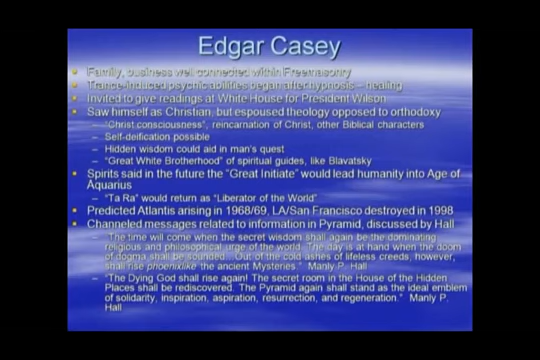 Edgar Casey
Family, business well connected within Freemasonry
Trance-induced psychic abilities began after hypnosis – healing
Invited to give readings at White House for President Wilson
Saw himself as Christian, but espoused theology opposed to orthodoxy
– "Christ consciousness", reincarnation of Christ, other Biblical characters
– Self-deification possible
– Hidden wisdom could aid in man's quest
– "Great White Brotherhood" of spiritual guides, like Blavatsky
Spirits said in the future the "Great Initiate" would lead humanity into Age of
Aquarius
– "Ta Ra" would return as "Liberator of the World"
Predicted Atlantis arising in 1968/69, LA/San Francisco destroyed in 1998
Channeled messages related to information in Pyramid, discussed by Hall
– "The time will come when the secret wisdom shall again be the dominating
religious and philosophical urge of the world. The day is at hand when the doom
of dogma shall be sounded...Out of the cold ashes of lifeless creeds, however,
shall rise phoenixlike the ancient Mysteries." Manly P. Hall
– "The Dying God shall rise again! The secret room in the House of the Hidden
Places shall be rediscovered. The Pyramid again shall stand as the ideal emblem
of solidarity, inspiration, aspiration, resurrection, and regeneration." Manly P.
Hall